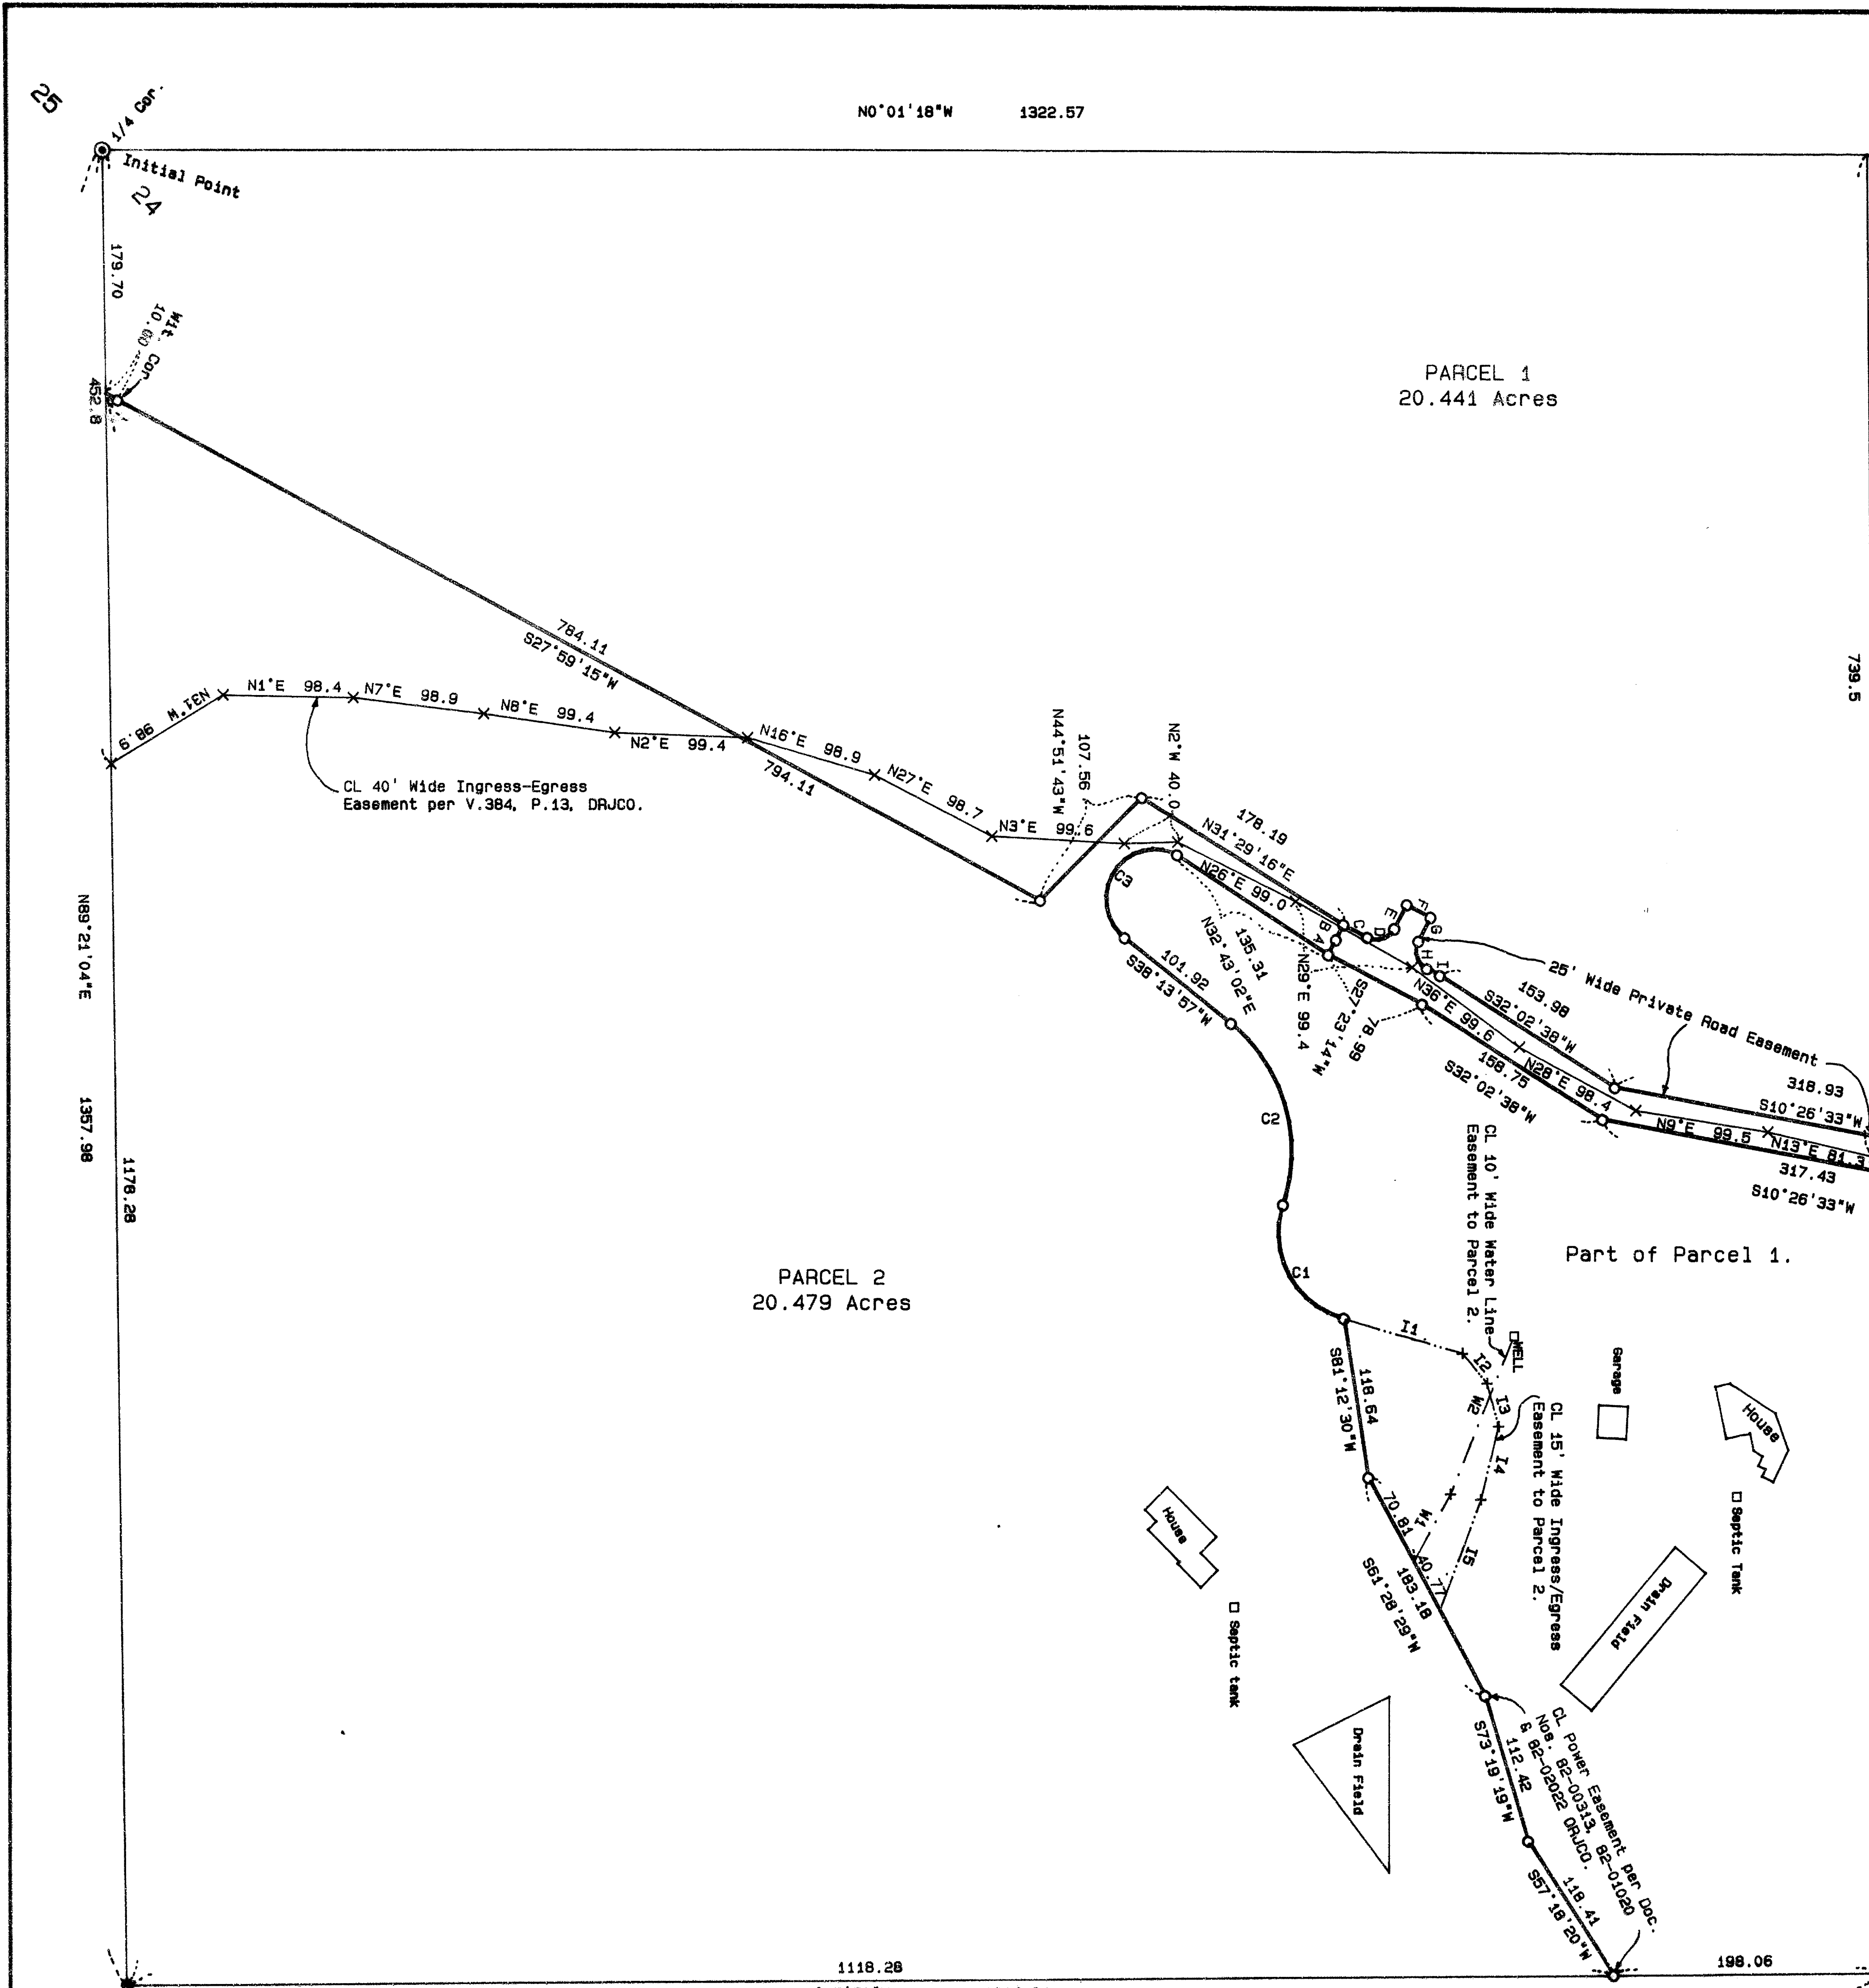 25
1/4 Cor.
Initial Point
24
N0°01'18"W 1322.57
179.70
Wit. Cor
10.00
452.8
PARCEL 1
20.441 Acres
739.5
784.11
S27°59'15"W
794.11
N31°W 98.9
N1°E 98.4
N7°E 98.9
N8°E 99.4
N2°E 99.4
N16°E 98.9
N27°E 98.7
N3°E 99.6
CL 40' Wide Ingress-Egress
Easement per V.384, P.13, DRJCO.
107.56
N44°51'43"W
N2°W 40.0
178.19
N31°29'16"E
N26°E 99.0
135.31
N32°43'02"E
C3
101.92
S38°13'57"W
A
B
C
D
E
F
G
H
I
N29°E 99.4
78.99
S27°23'14"W
N36°E 99.6
153.98
S32°02'38"W
158.75
S32°02'38"W
N28°E 98.4
25' Wide Private Road Easement
318.93
S10°26'33"W
N9°E 99.5
N13°E 81.3
317.43
S10°26'33"W
N89°21'04"E 1357.98
1178.28
C2
C1
PARCEL 2
20.479 Acres
Part of Parcel 1.
CL 10' Wide Water Line
Easement to Parcel 2.
WELL
I1
I2
I3
I4
I5
W2
W1
CL 15' Wide Ingress/Egress
Easement to Parcel 2.
Garage
House
Septic Tank
Drain Field
118.64
S81°12'30"W
70.81
40.77
183.18
S61°28'29"W
House
Septic tank
Drain Field
CL Power Easement per Doc.
Nos. 82-00313, 82-01020
& 82-02022 DRJCO.
112.42
S73°19'19"W
118.41
S57°18'20"W
1118.28
198.06